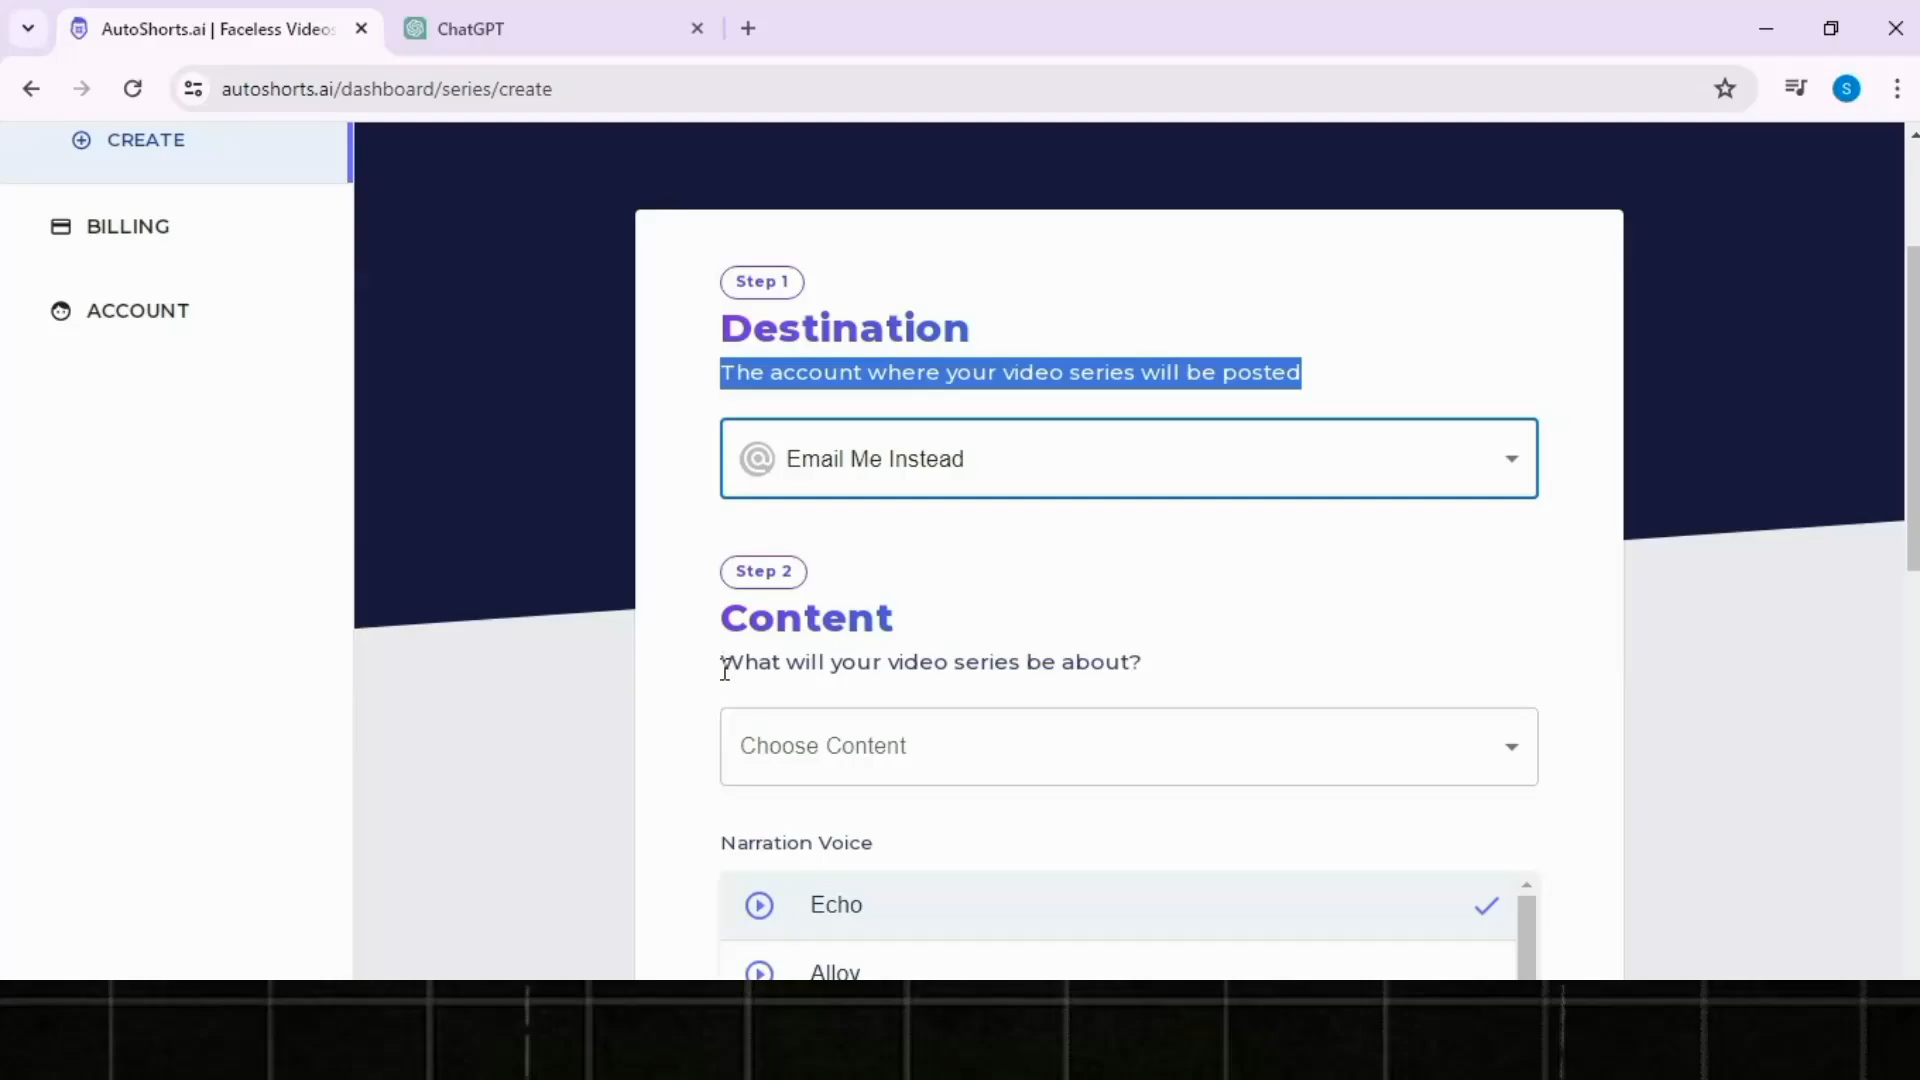 AutoShorts.ai | Faceless Videos
ChatGPT
autoshorts.ai/dashboard/series/create
S
CREATE
BILLING
ACCOUNT
Step 1
Destination
The account where your video series will be posted
Email Me Instead
Step 2
Content
What will your video series be about?
Choose Content
Narration Voice
Echo
Alloy